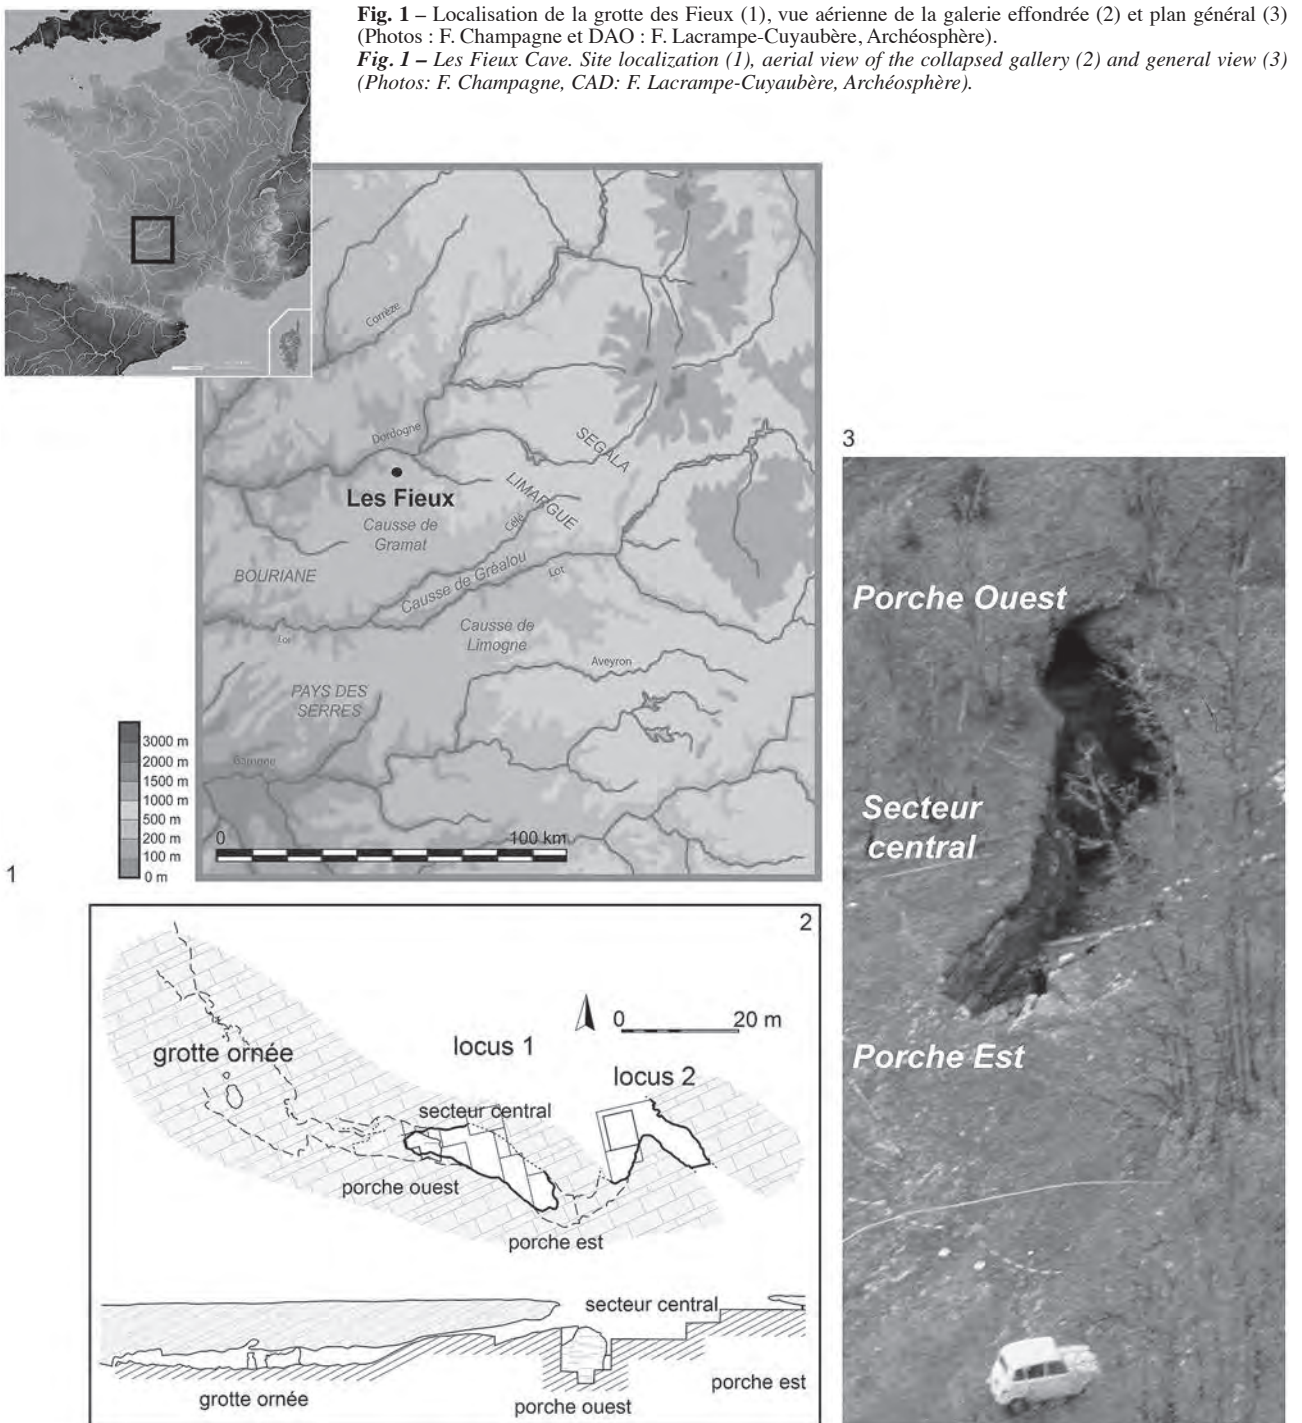 Fig. 1 – Localisation de la grotte des Fieux (1), vue aérienne de la galerie effondrée (2) et plan général (3)
(Photos : F. Champagne et DAO : F. Lacrampe-Cuyaubère, Archéosphère).
Fig. 1 – Les Fieux Cave. Site localization (1), aerial view of the collapsed gallery (2) and general view (3)
(Photos: F. Champagne, CAD: F. Lacrampe-Cuyaubère, Archéosphère).
Corrèze
Dordogne
SEGALA
Les Fieux
LIMARGUE
Causse de
Gramat
Célé
BOURIANE
Causse de Gréalou
Lot
Lot
Causse de
Limogne
Aveyron
PAYS DES
SERRES
Garonne
3000 m
2000 m
1500 m
1000 m
500 m
200 m
100 m
0 m
0 100 km
1
2
grotte ornée
locus 1
0 20 m
locus 2
secteur central
porche ouest
porche est
secteur central
grotte ornée
porche ouest
porche est
3
Porche Ouest
Secteur
central
Porche Est